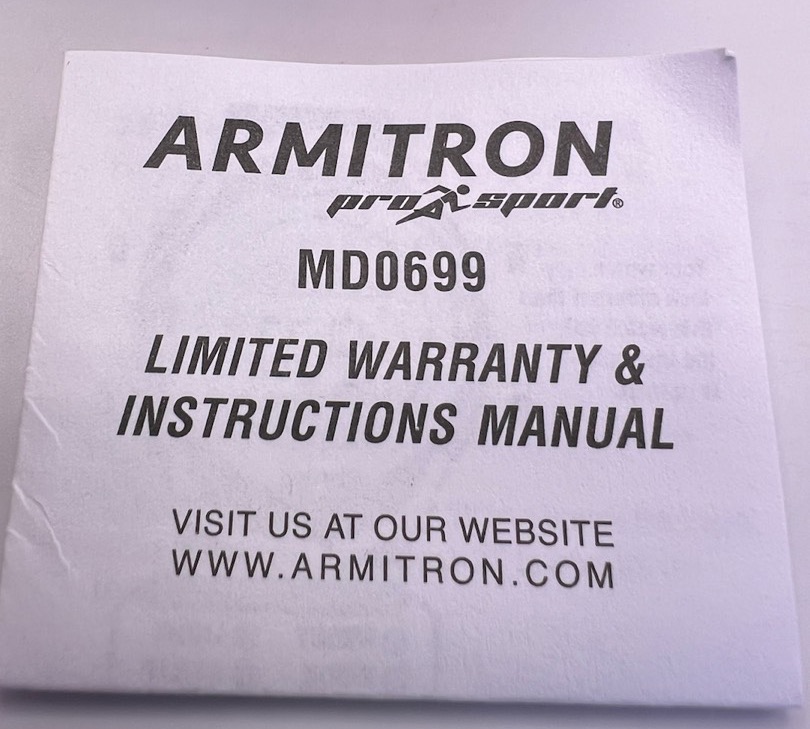 ARMITRON
pro sport®
MD0699
LIMITED WARRANTY &
INSTRUCTIONS MANUAL
VISIT US AT OUR WEBSITE
WWW.ARMITRON.COM